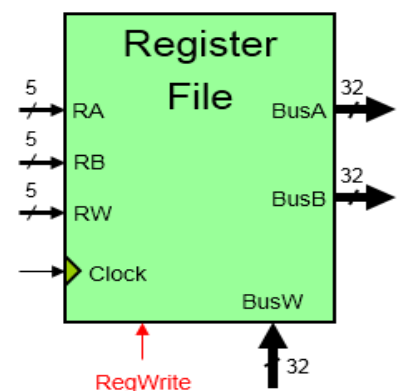 Register
File
5
RA
32
BusA
5
RB
32
BusB
5
RW
Clock
BusW
32
RegWrite